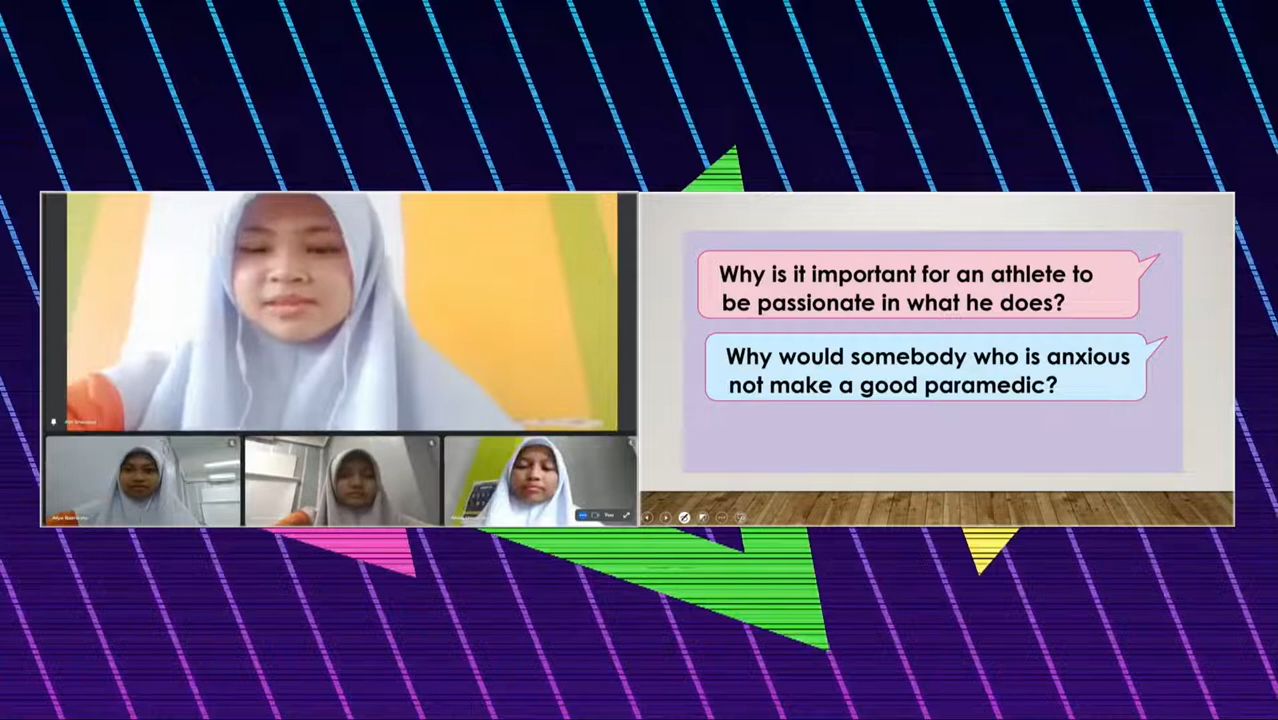 Why is it important for an athlete to
be passionate in what he does?
Why would somebody who is anxious
not make a good paramedic?
You